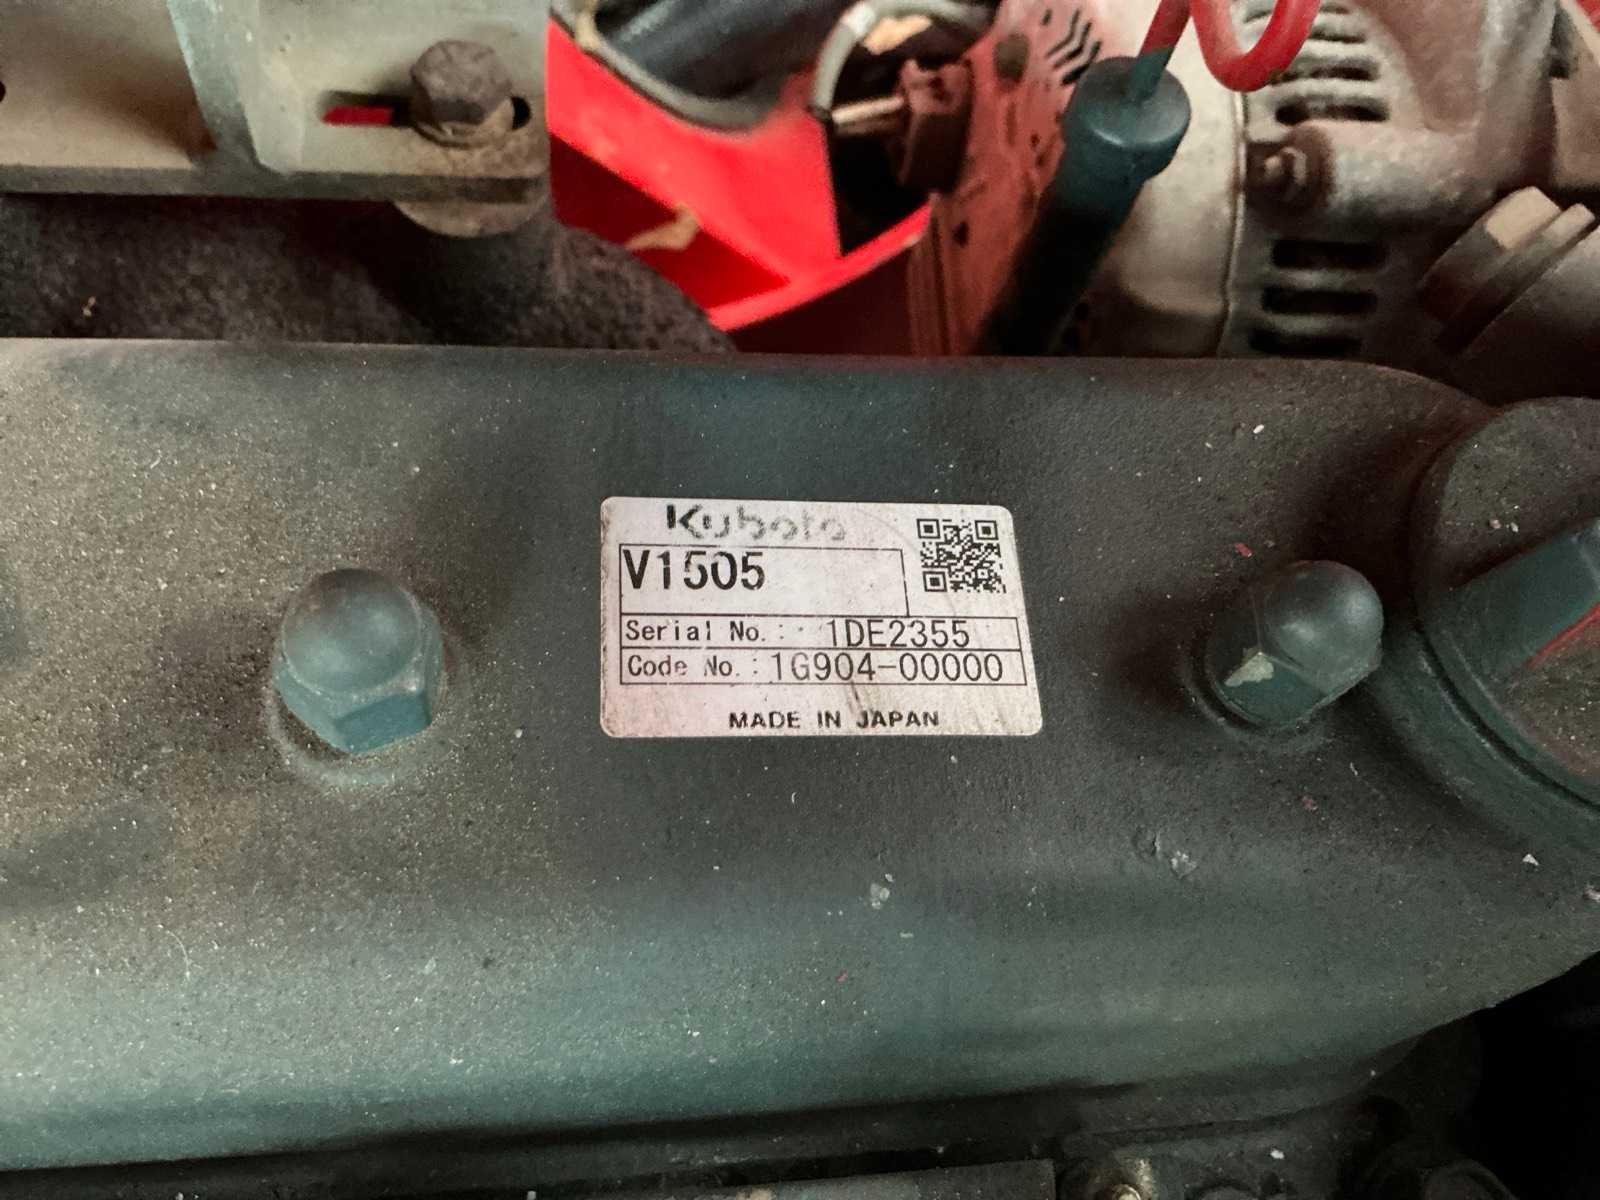 Kubota
V1505
Serial No.: 1DE2355
Code No.: 1G904-00000
MADE IN JAPAN